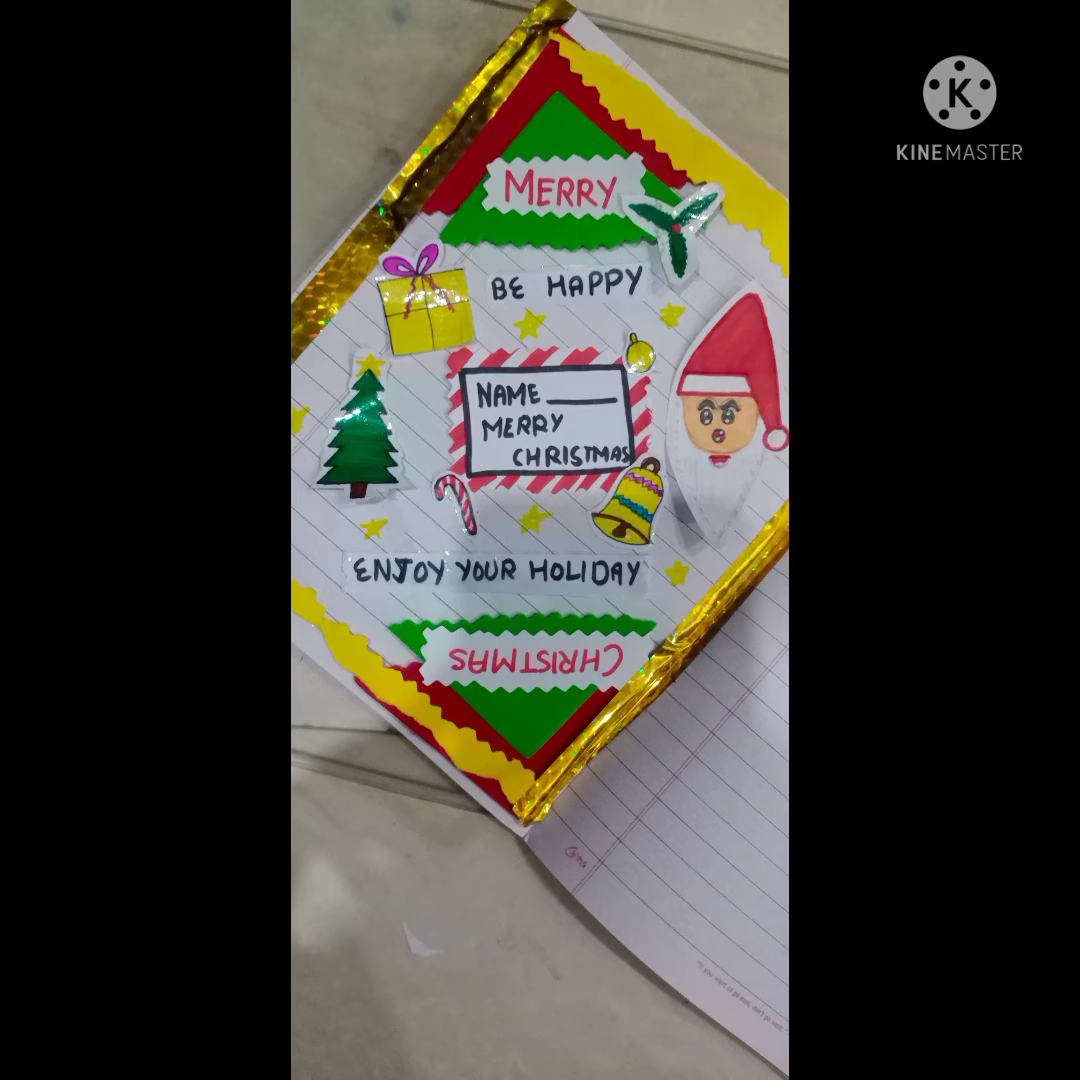 K
KINEMASTER
MERRY
BE HAPPY
NAME
MERRY
CHRISTMAS
ENJOY YOUR HOLIDAY
CHRISTMAS